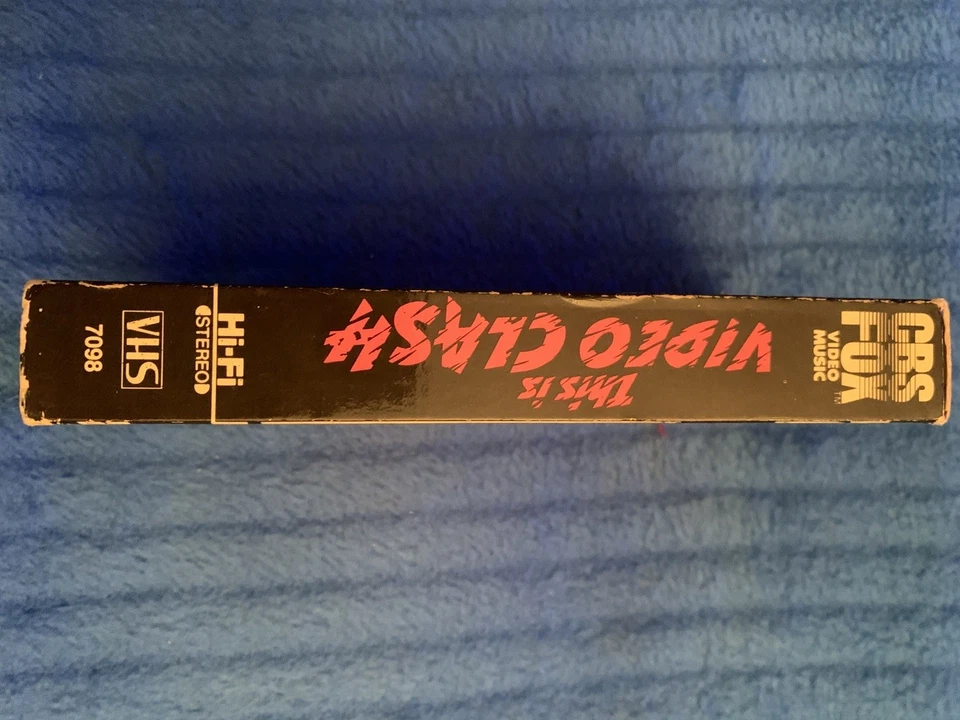 CBS
FOX
VIDEO
MUSIC
This is
VIDEO CLASH
Hi-Fi
STEREO
VHS
7098